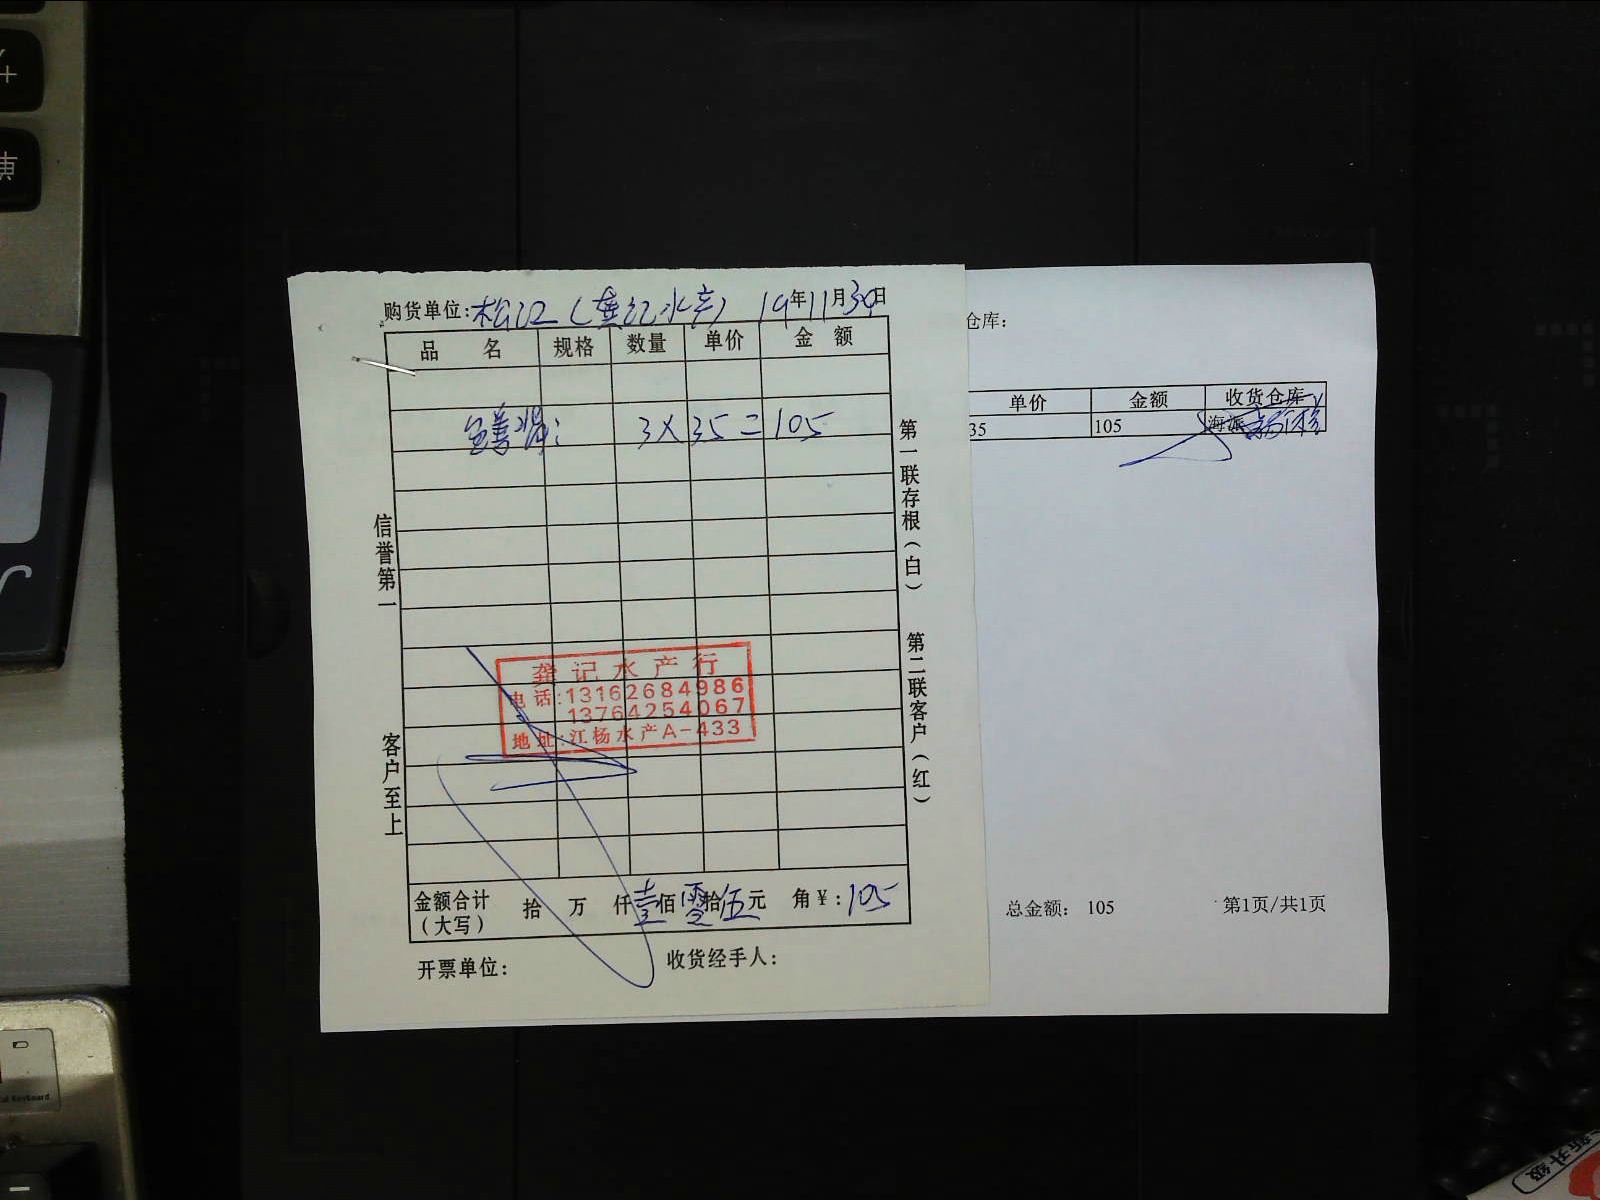 购货单位:松江(龚记水产) 19年11月30日
品名 规格 数量 单价 金额
鳝 3×35=105
信誉第一
客户至上
第一联存根(白)
第二联客户(红)
龚记水产行
电话:13162684986
13764254067
地址:江杨水产A-433
金额合计(大写) 拾 万 仟壹佰零拾伍元 角¥:105
开票单位: 收货经手人:
仓库:
单价 金额 收货仓库
35 105 海派
总金额: 105 第1页/共1页